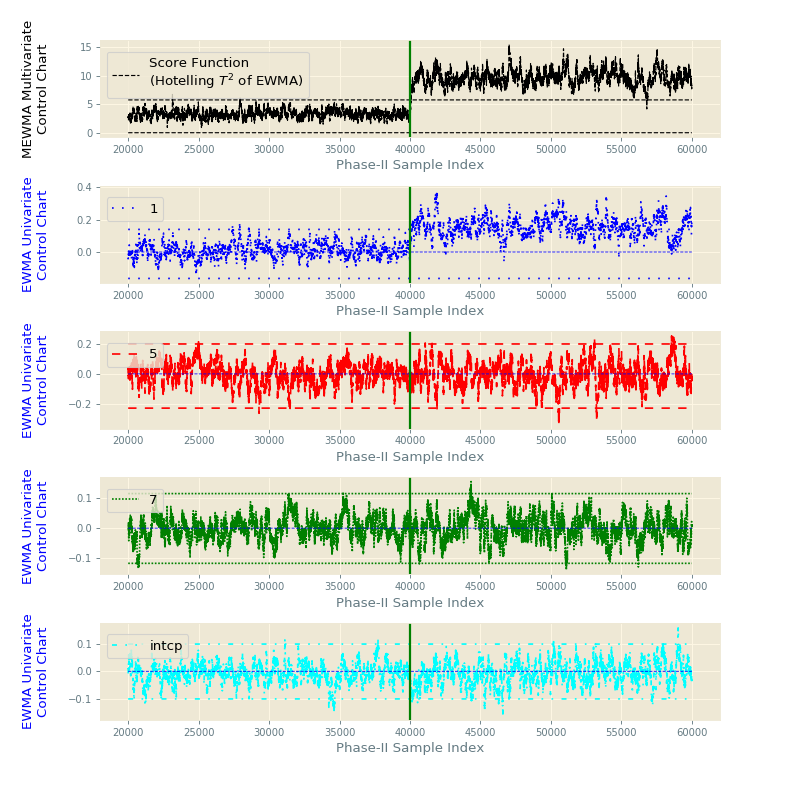 MEWMA Multivariate
Control Chart
15
10
5
0
Score Function
(Hotelling T² of EWMA)
20000 25000 30000 35000 40000 45000 50000 55000 60000
Phase-II Sample Index
EWMA Univariate
Control Chart
0.4
0.2
0.0
1
20000 25000 30000 35000 40000 45000 50000 55000 60000
Phase-II Sample Index
EWMA Univariate
Control Chart
0.2
0.0
−0.2
5
20000 25000 30000 35000 40000 45000 50000 55000 60000
Phase-II Sample Index
EWMA Univariate
Control Chart
0.1
0.0
−0.1
7
20000 25000 30000 35000 40000 45000 50000 55000 60000
Phase-II Sample Index
EWMA Univariate
Control Chart
0.1
0.0
−0.1
intcp
20000 25000 30000 35000 40000 45000 50000 55000 60000
Phase-II Sample Index